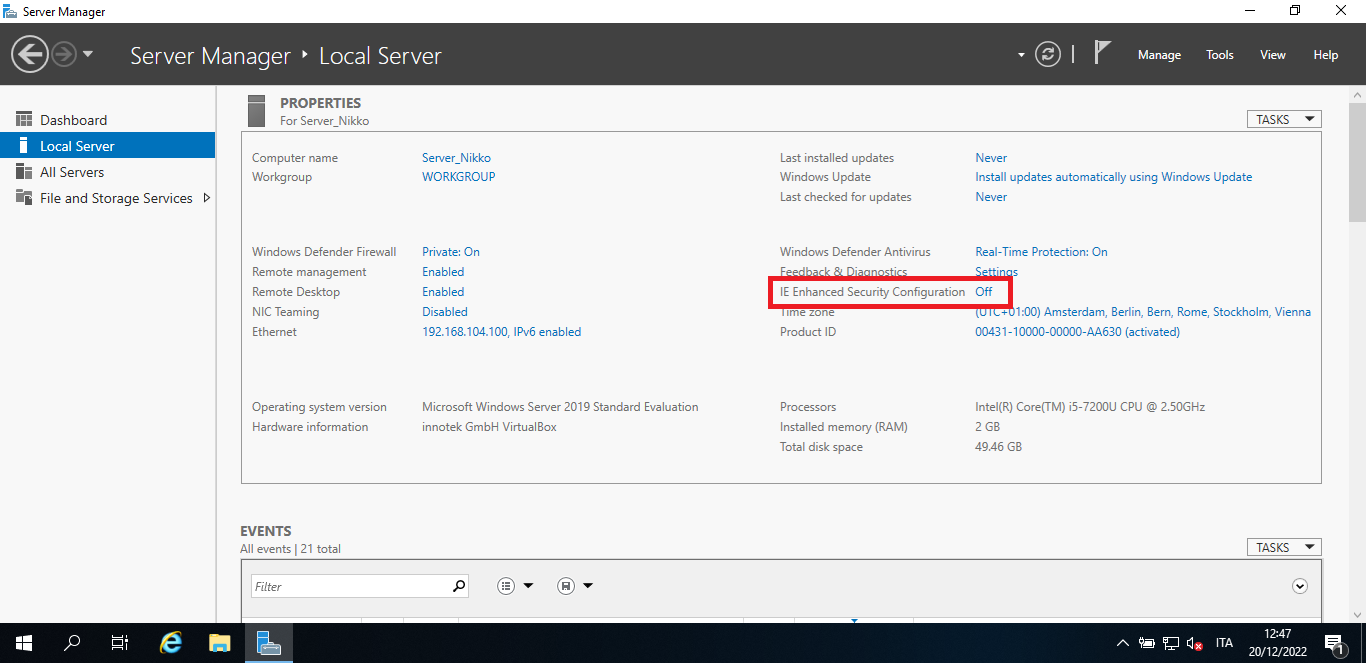 Server Manager
Server Manager ‣ Local Server
Manage Tools View Help
Dashboard
Local Server
All Servers
File and Storage Services
PROPERTIES
For Server_Nikko
TASKS
Computer name Server_Nikko
Workgroup WORKGROUP
Last installed updates Never
Windows Update Install updates automatically using Windows Update
Last checked for updates Never
Windows Defender Firewall Private: On
Remote management Enabled
Remote Desktop Enabled
NIC Teaming Disabled
Ethernet 192.168.104.100, IPv6 enabled
Windows Defender Antivirus Real-Time Protection: On
Feedback & Diagnostics Settings
IE Enhanced Security Configuration Off
Time zone (UTC+01:00) Amsterdam, Berlin, Bern, Rome, Stockholm, Vienna
Product ID 00431-10000-00000-AA630 (activated)
Operating system version Microsoft Windows Server 2019 Standard Evaluation
Hardware information innotek GmbH VirtualBox
Processors Intel(R) Core(TM) i5-7200U CPU @ 2.50GHz
Installed memory (RAM) 2 GB
Total disk space 49.46 GB
EVENTS
All events | 21 total
TASKS
Filter
ITA
12:47
20/12/2022
1